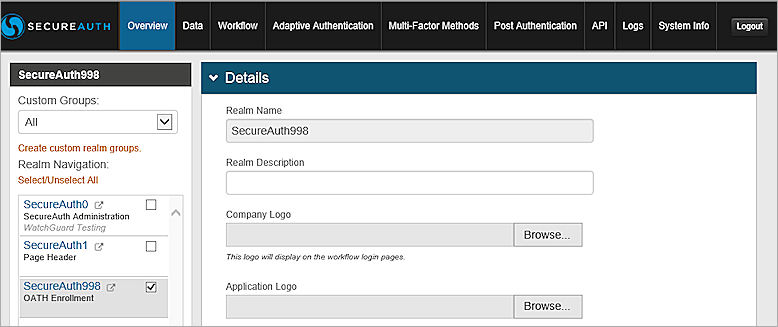 SECUREAUTH Overview Data Workflow Adaptive Authentication Multi-Factor Methods Post Authentication API Logs System Info Logout
SecureAuth998
Custom Groups:
All
Create custom realm groups.
Realm Navigation:
Select/Unselect All
SecureAuth0
SecureAuth Administration
WatchGuard Testing
SecureAuth1
Page Header
SecureAuth998
OATH Enrollment
Details
Realm Name
SecureAuth998
Realm Description
Company Logo
Browse...
This logo will display on the workflow login pages.
Application Logo
Browse...